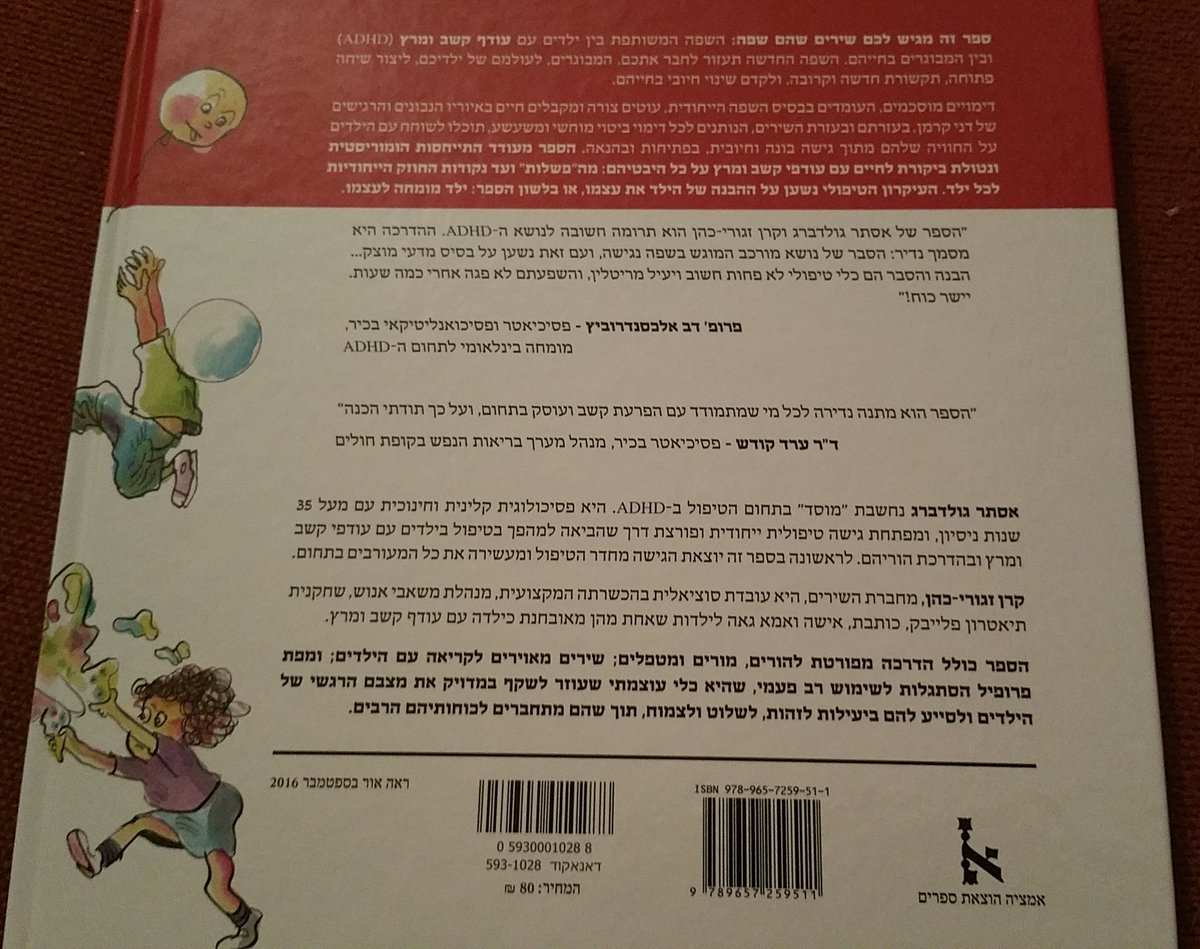 ספר זה מגיש לכם שירים שהם שפה: השפה המשותפת בין ילדים עם עודף קשב ומרץ (ADHD)
ובין המבוגרים בחייהם. השפה החדשה תעזור לחבר אתכם, המבוגרים, לעולמם של ילדיכם, ליצור שיחה
פתוחה, תקשורת חדשה וקרובה, ולקדם שינוי חיובי בחייהם.
דימויים מוסכמים, העומדים בבסיס השפה הייחודית, עוטים צורה ומקבלים חיים באיוריו הנבונים והרגישים
של דני קרמן, בעזרתם ובעזרת השירים, הנותנים לכל דימוי ביטוי מוחשי ומשעשע, תוכלו לשוחח עם הילדים
על החוויה שלהם מתוך גישה בונה וחיובית, בפתיחות ובהנאה. הספר מעודד התייחסות הומוריסטית
ונטולת ביקורת לחיים עם עודפי קשב ומרץ על כל היבטיהם: מה"פשלות" ועד נקודות החוזק הייחודיות
לכל ילד. העיקרון הטיפולי נשען על ההבנה של הילד את עצמו, או בלשון הספר: ילד מומחה לעצמו.
"הספר של אסתר גולדברג וקרן זגורי-כהן הוא תרומה חשובה לנושא ה-ADHD. ההדרכה היא
מסמך נדיר: הסבר של נושא מורכב המוגש בשפה נגישה, ועם זאת נשען על בסיס מדעי מוצק...
הבנה והסבר הם כלי טיפולי לא פחות חשוב ויעיל מריטלין, והשפעתם לא פגה אחרי כמה שעות.
יישר כוח!"
פרופ' דב אלכסנדרוביץ - פסיכיאטר ופסיכואנליטיקאי בכיר,
מומחה בינלאומי לתחום ה-ADHD
"הספר הוא מתנה נדירה לכל מי שמתמודד עם הפרעת קשב ועוסק בתחום, ועל כך תודתי הכנה"
ד"ר ערד קודש - פסיכיאטר בכיר, מנהל מערך בריאות הנפש בקופת חולים
אסתר גולדברג נחשבת "מוסד" בתחום הטיפול ב-ADHD. היא פסיכולוגית קלינית וחינוכית עם מעל 35
שנות ניסיון, ומפתחת גישה טיפולית ייחודית ופורצת דרך שהביאה למהפך בטיפול בילדים עם עודפי קשב
ומרץ ובהדרכת הוריהם. לראשונה בספר זה יוצאת הגישה מחדר הטיפול ומעשירה את כל המעורבים בתחום.
קרן זגורי-כהן, מחברת השירים, היא עובדת סוציאלית בהכשרתה המקצועית, מנהלת משאבי אנוש, שחקנית
תיאטרון פלייבק, כותבת, אישה ואמא גאה לילדות שאחת מהן מאובחנת כילדה עם עודף קשב ומרץ.
הספר כולל הדרכה מפורטת להורים, מורים ומטפלים; שירים מאוירים לקריאה עם הילדים; ומפת
פרופיל הסתגלות לשימוש רב פעמי, שהיא כלי עוצמתי שעוזר לשקף במדויק את מצבם הרגשי של
הילדים ולסייע להם ביעילות לזהות, לשלוט ולצמוח, תוך שהם מתחברים לכוחותיהם הרבים.
ISBN 978-965-7259-51-1
9 789657 259511
אמציה הוצאת ספרים
0 5930001028 8
דאנאקוד 593-1028
המחיר: 80 ₪
ראה אור בספטמבר 2016